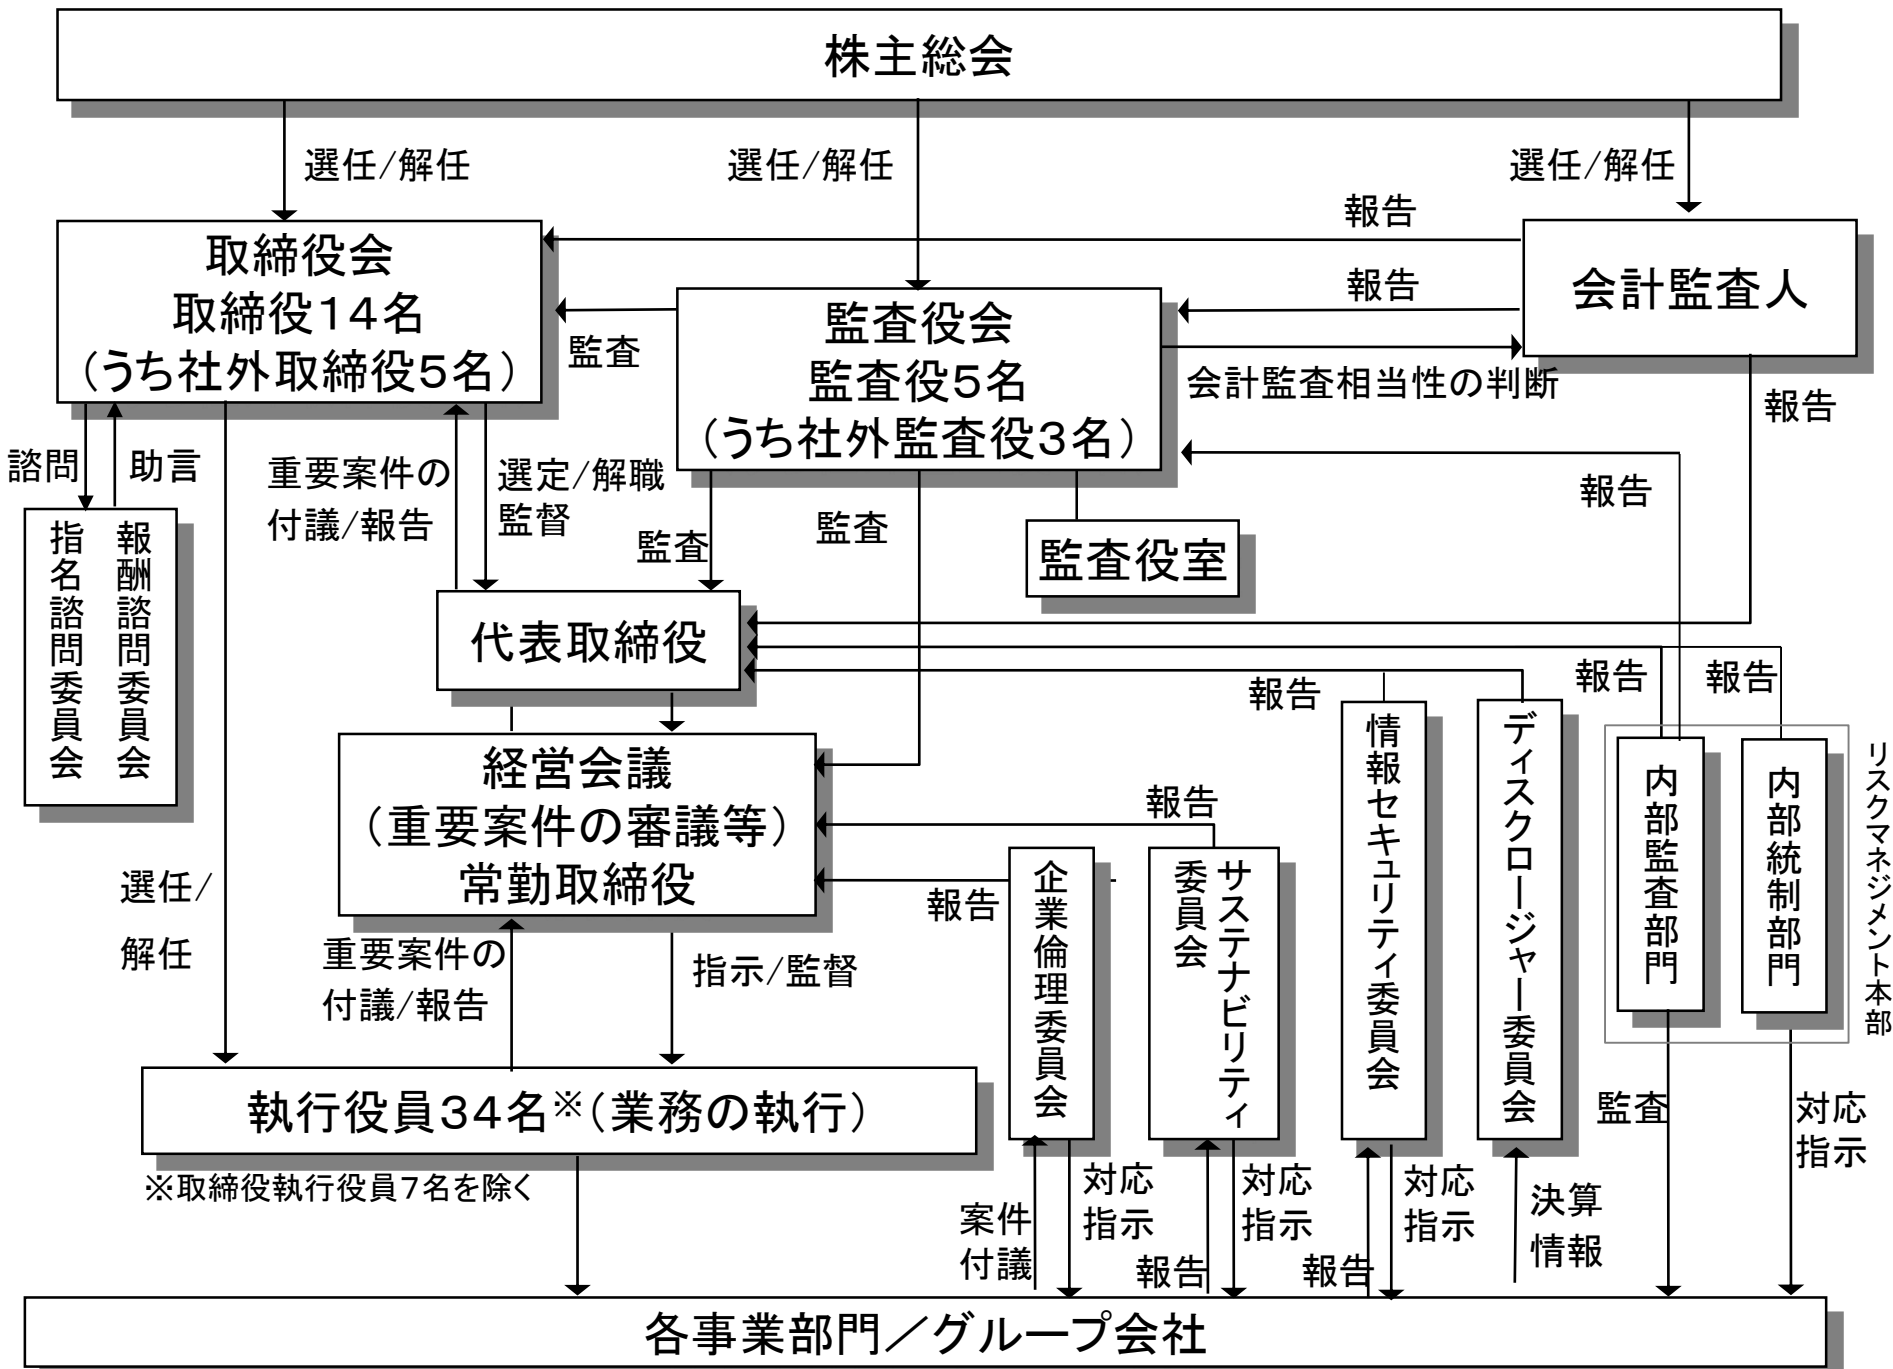 株主総会
選任/解任
選任/解任
選任/解任
報告
取締役会
取締役14名
(うち社外取締役5名)
会計監査人
報告
監査役会
監査役5名
(うち社外監査役3名)
監査
会計監査相当性の判断
報告
諮問
助言
重要案件の
付議/報告
選定/解職
監督
報告
監査
監査
監査役室
指名諮問委員会
報酬諮問委員会
代表取締役
報告
報告
報告
経営会議
(重要案件の審議等)
常勤取締役
報告
報告
情報セキュリティ委員会
ディスクロージャー委員会
内部監査部門
内部統制部門
リスクマネジメント本部
企業倫理委員会
サステナビリティ
委員会
選任/
解任
重要案件の
付議/報告
指示/監督
執行役員34名※(業務の執行)
※取締役執行役員7名を除く
案件
付議
対応
指示
報告
対応
指示
報告
対応
指示
決算
情報
監査
対応
指示
各事業部門/グループ会社